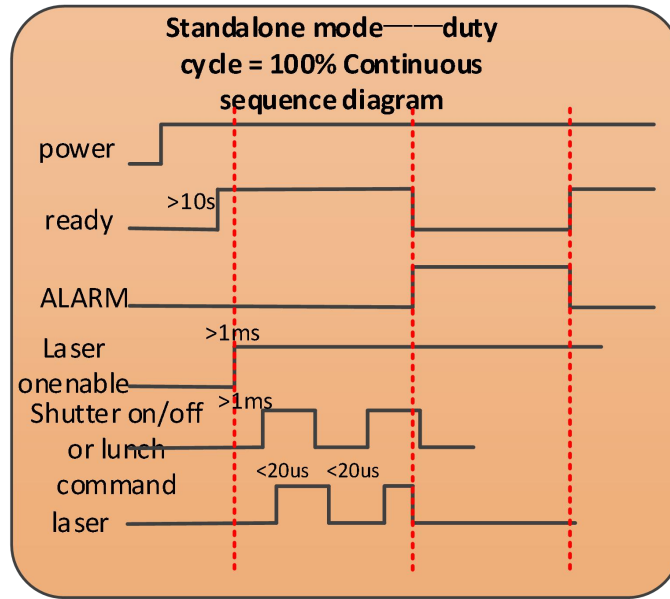 Standalone mode——duty
cycle = 100% Continuous
sequence diagram
power
>10s
ready
ALARM
>1ms
Laser
onenable
>1ms
Shutter on/off
or lunch
<20us <20us
command
laser